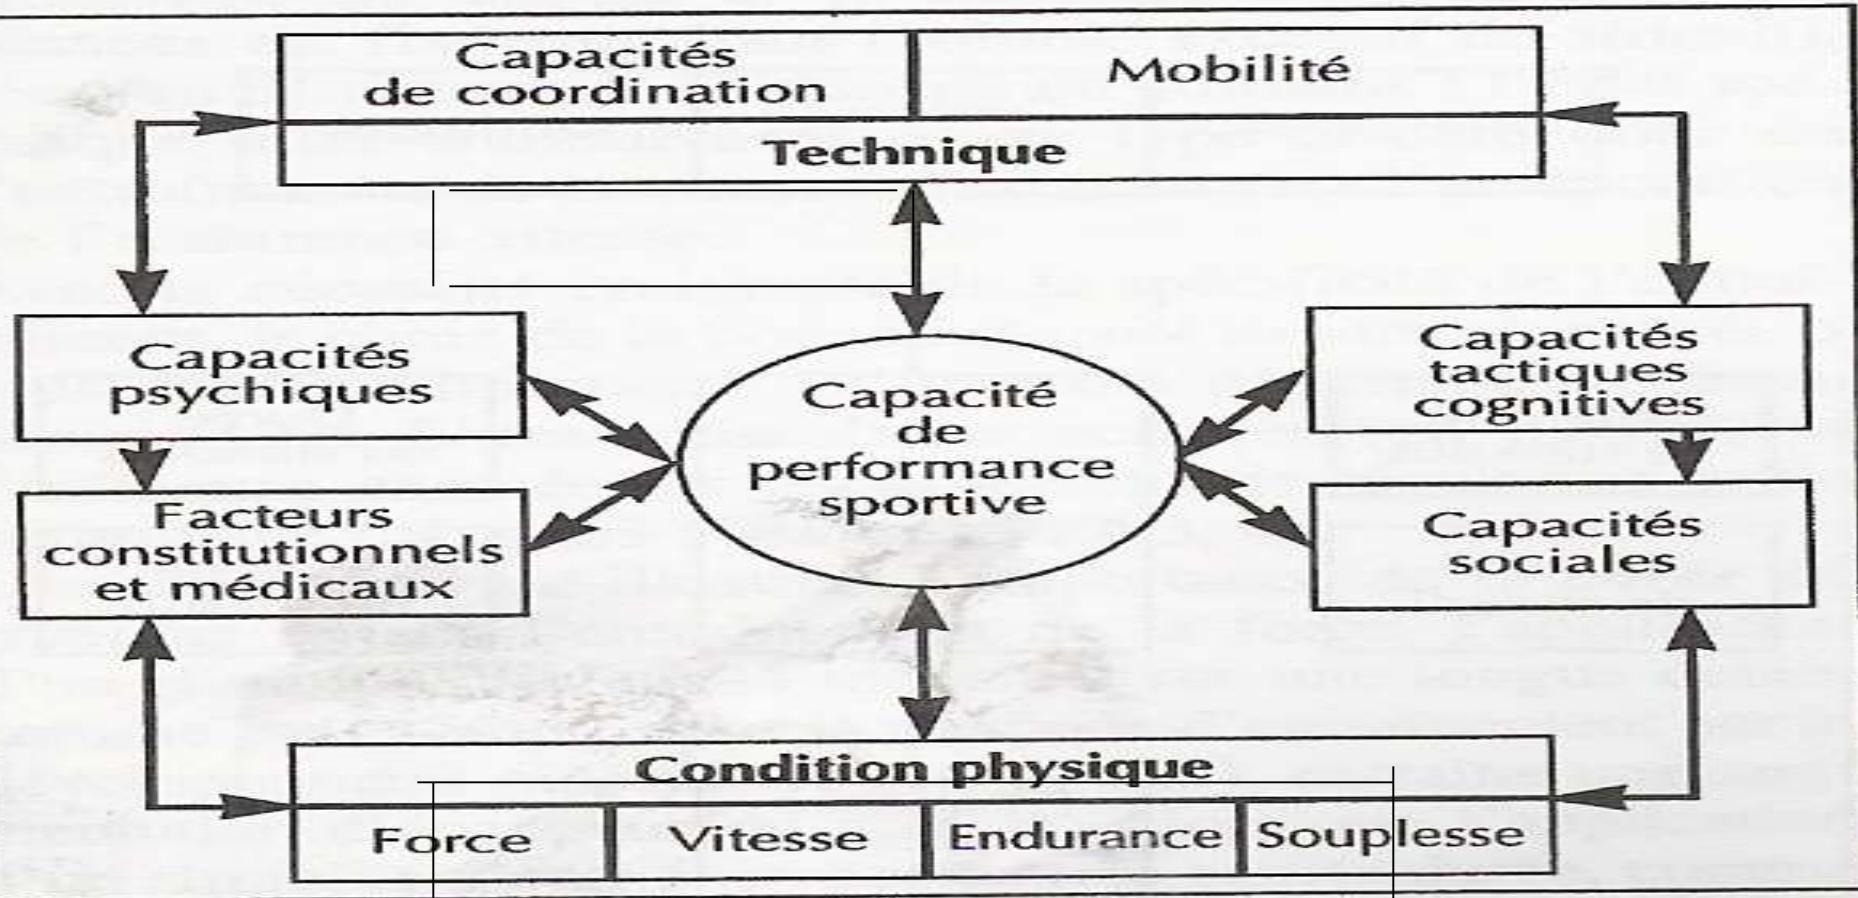 Capacités
de coordination
Mobilité
Technique
Capacités
psychiques
Capacité
de
performance
sportive
Capacités
tactiques
cognitives
Facteurs
constitutionnels
et médicaux
Capacités
sociales
Condition physique
Force
Vitesse
Endurance
Souplesse